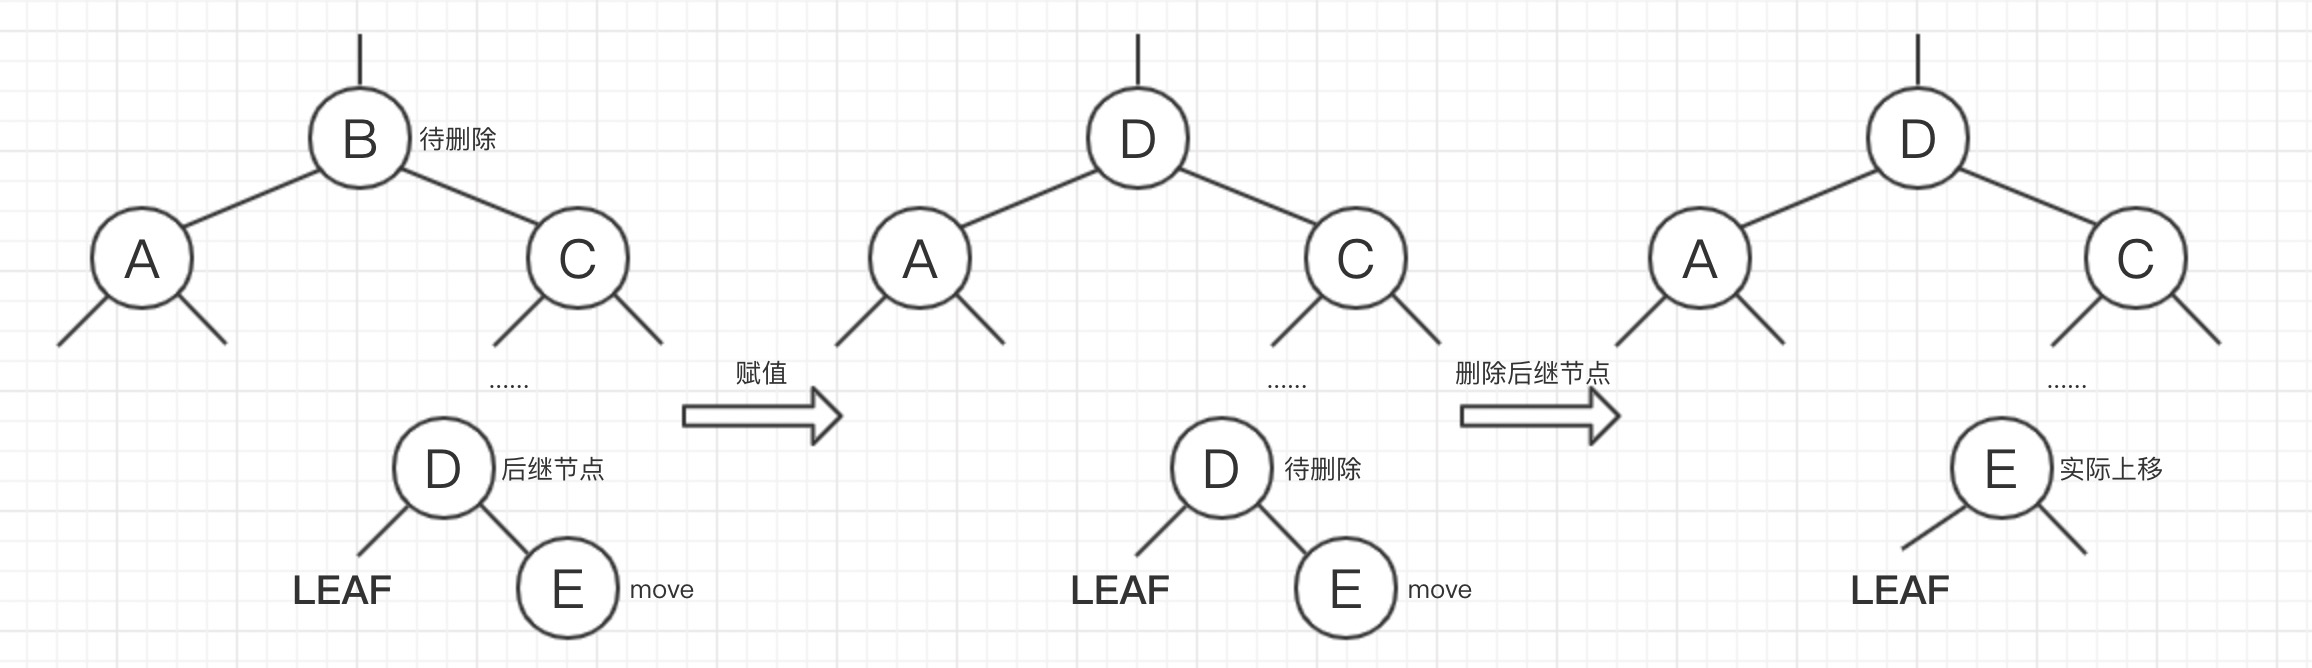 B 待删除
A
C
......
D 后继节点
LEAF
E move
赋值
D
A
C
......
D 待删除
LEAF
E move
删除后继节点
D
A
C
......
E 实际上移
LEAF